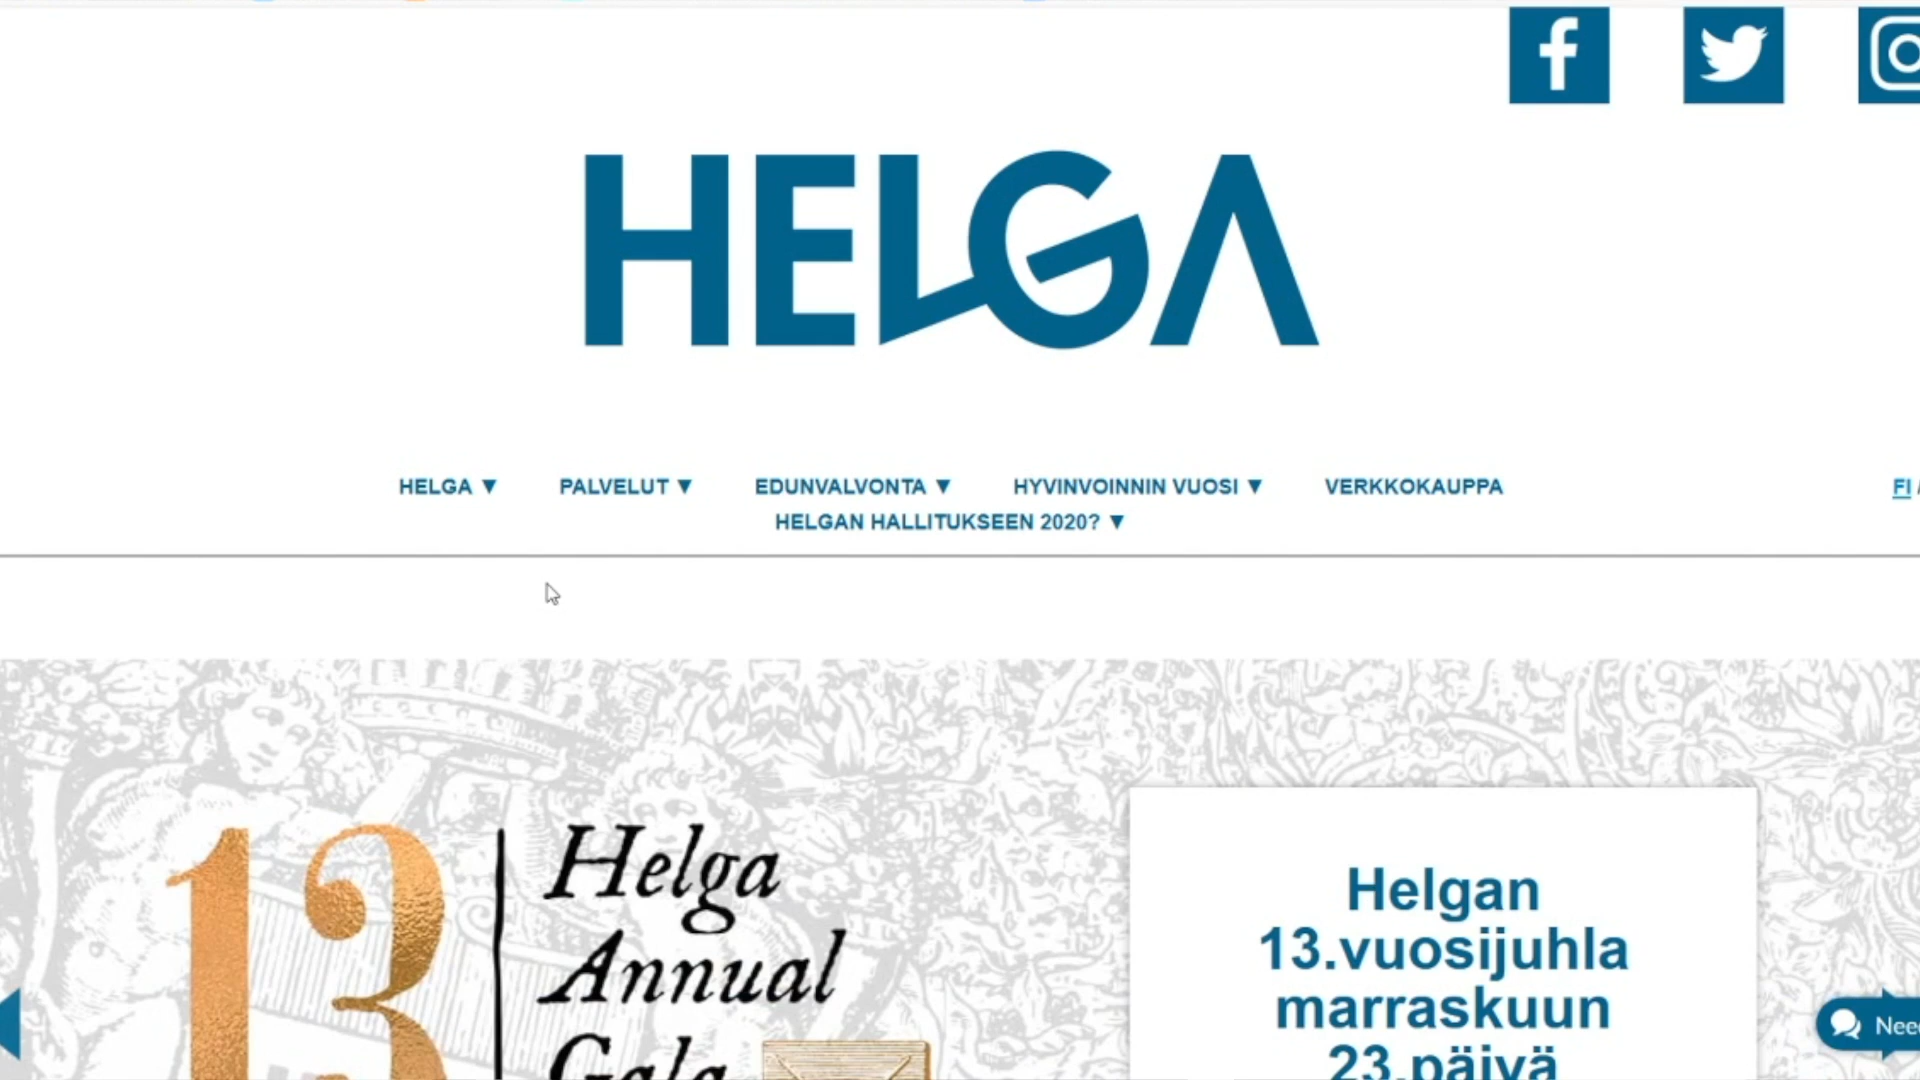 HELGA
HELGA ▼ PALVELUT ▼ EDUNVALVONTA ▼ HYVINVOINNIN VUOSI ▼ VERKKOKAUPPA FI /
HELGAN HALLITUKSEEN 2020? ▼
13
Helga
Annual
Gala
Helgan
13.vuosijuhla
marraskuun
23.päivä